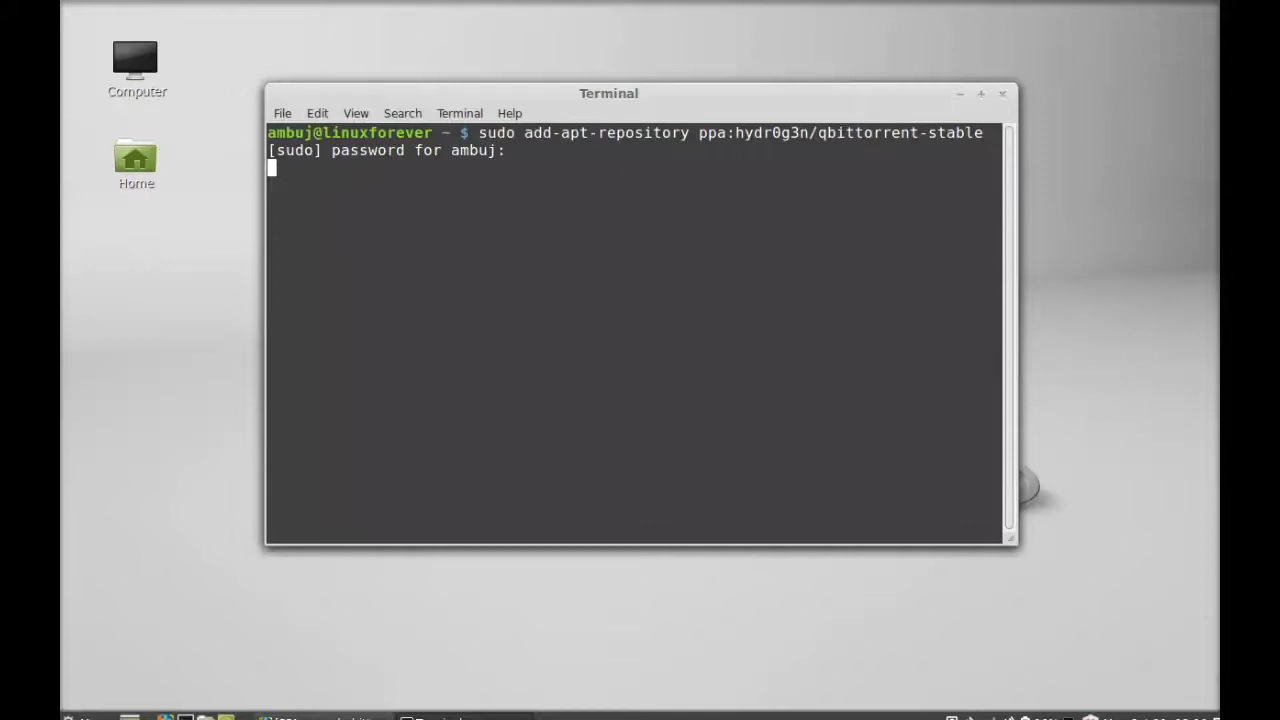 Computer
Home
Terminal
File Edit View Search Terminal Help
ambuj@linuxforever ~ $ sudo add-apt-repository ppa:hydr0g3n/qbittorrent-stable
[sudo] password for ambuj: